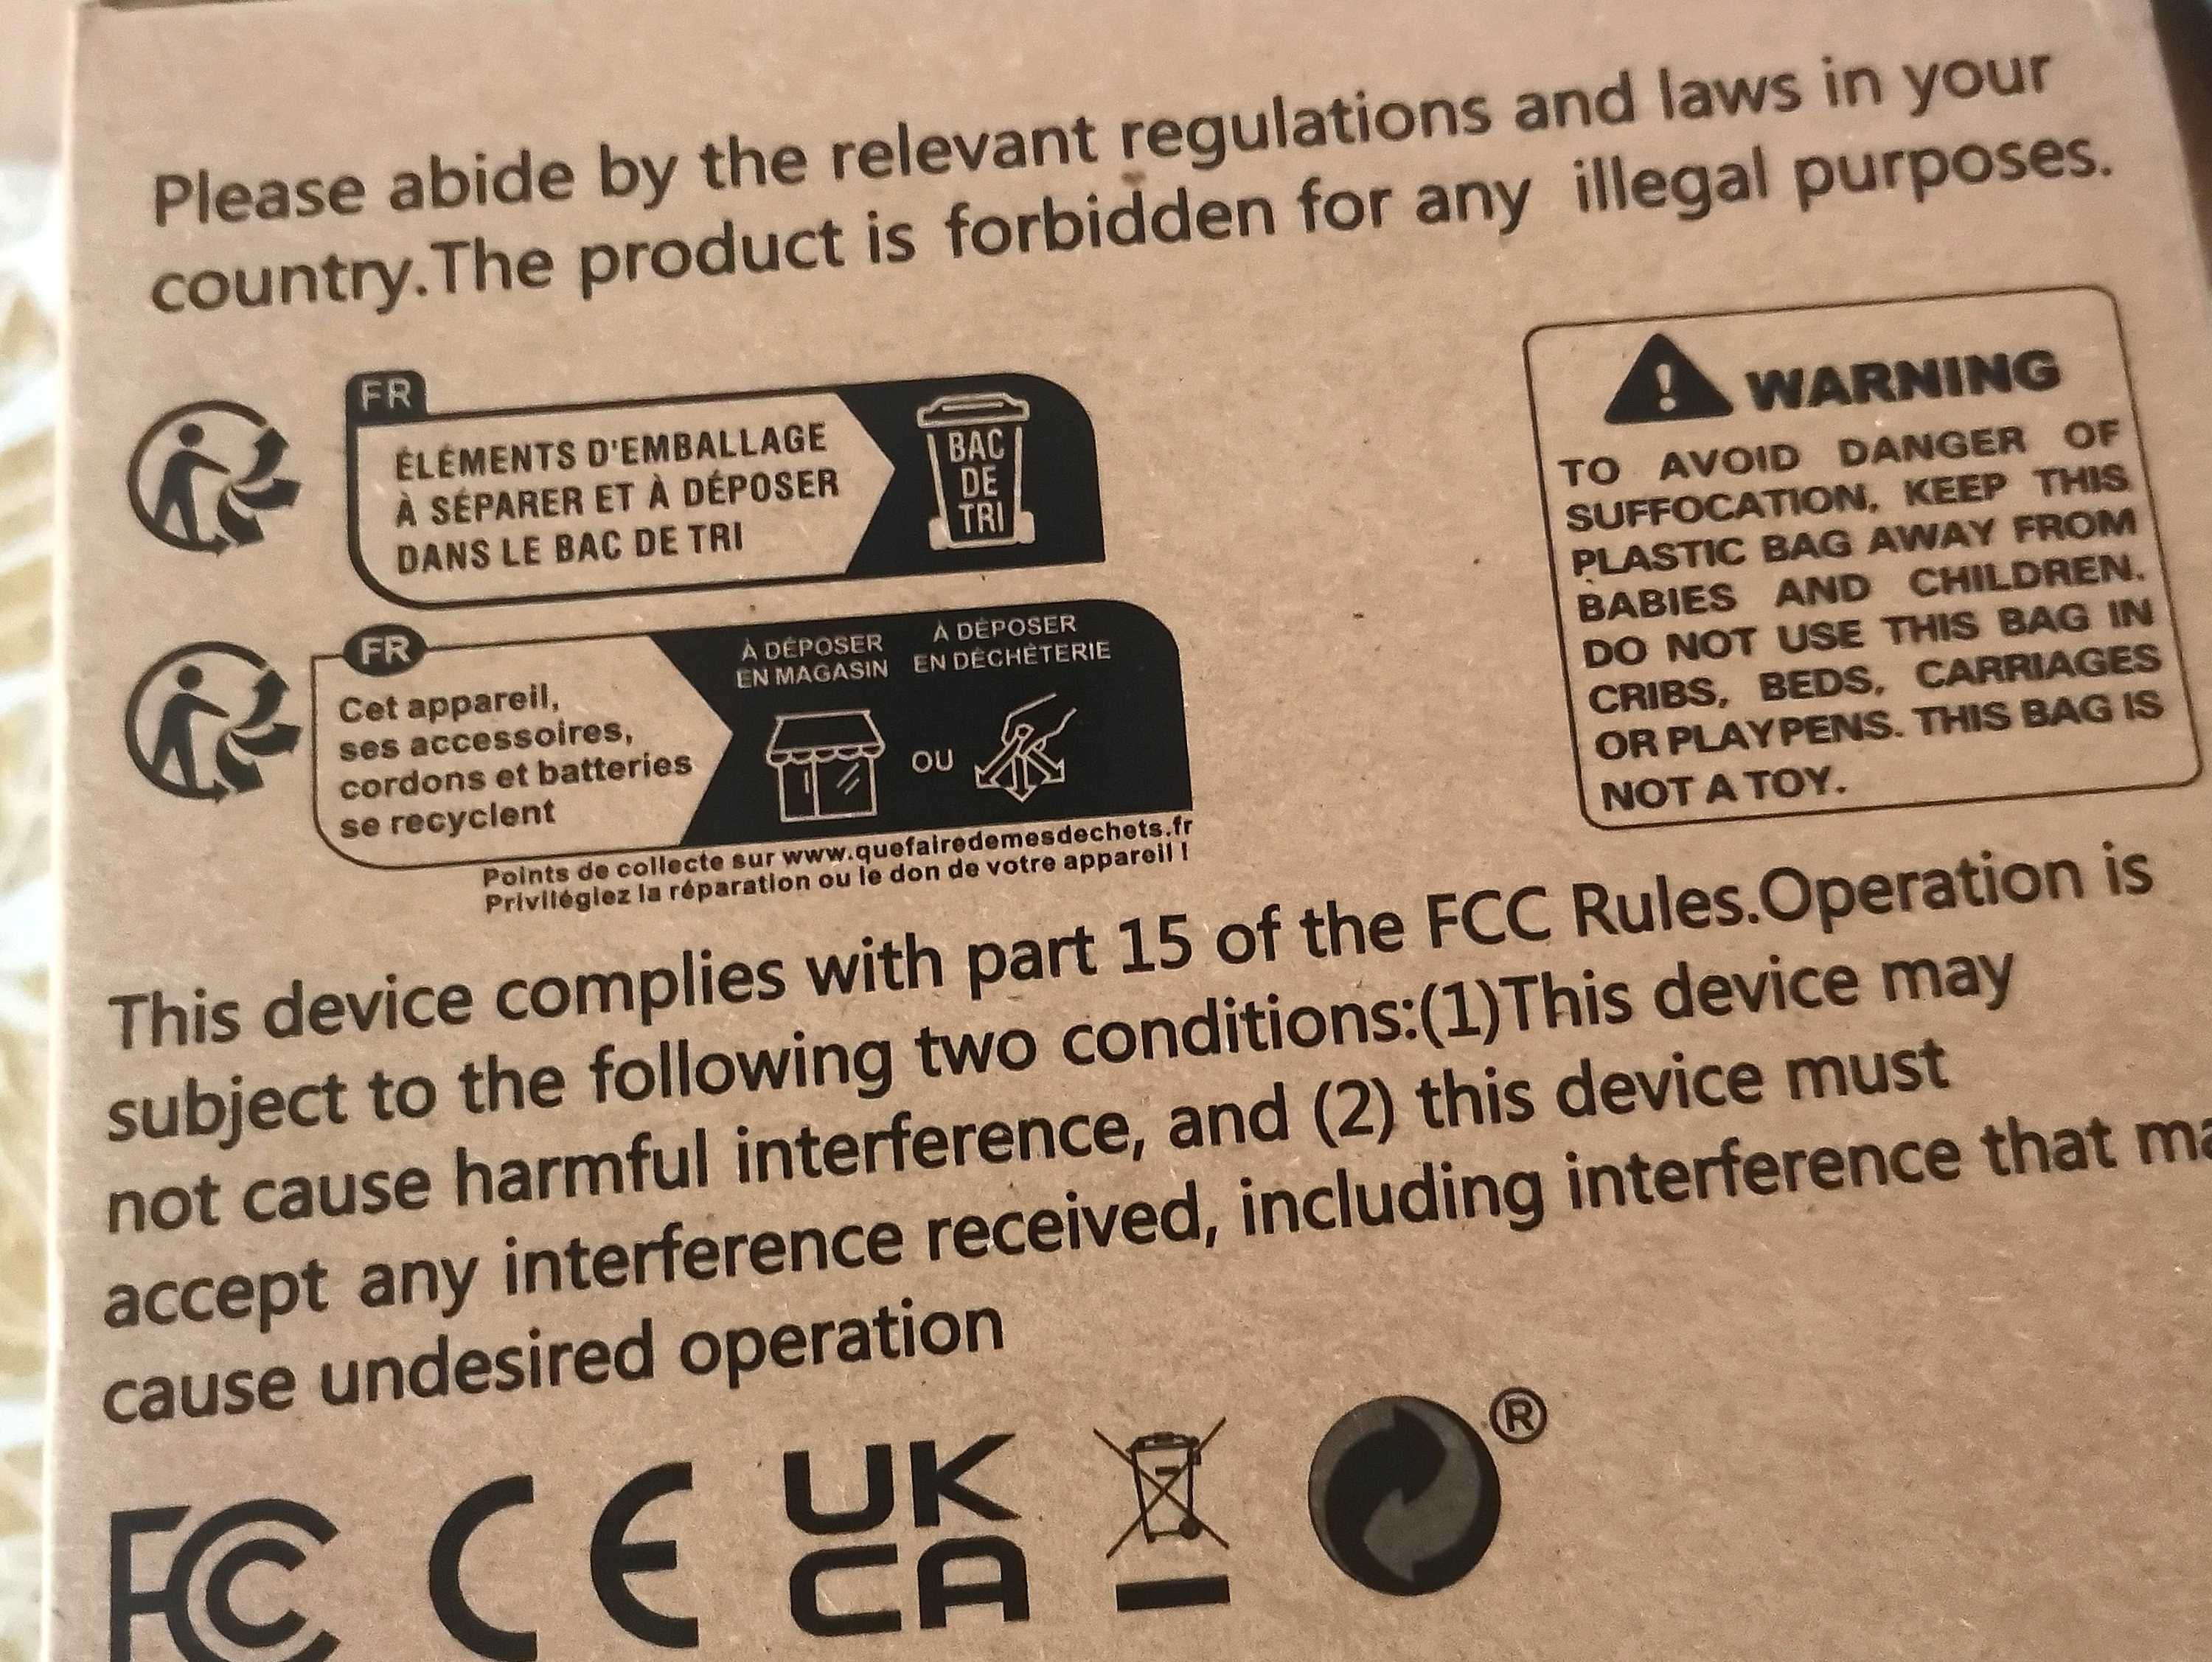 Please abide by the relevant regulations and laws in your
country.The product is forbidden for any illegal purposes.
FR
ÉLÉMENTS D'EMBALLAGE
À SÉPARER ET À DÉPOSER
DANS LE BAC DE TRI
BAC
DE
TRI
FR
Cet appareil,
ses accessoires,
cordons et batteries
se recyclent
À DÉPOSER
EN MAGASIN
OU
À DÉPOSER
EN DÉCHÈTERIE
Points de collecte sur www.quefairedemesdechets.fr
Privilégiez la réparation ou le don de votre appareil !
WARNING
TO AVOID DANGER OF
SUFFOCATION, KEEP THIS
PLASTIC BAG AWAY FROM
BABIES AND CHILDREN.
DO NOT USE THIS BAG IN
CRIBS, BEDS, CARRIAGES
OR PLAYPENS. THIS BAG IS
NOT A TOY.
This device complies with part 15 of the FCC Rules.Operation is
subject to the following two conditions:(1)This device may
not cause harmful interference, and (2) this device must
accept any interference received, including interference that
cause undesired operation
FC CE UK
CA
®